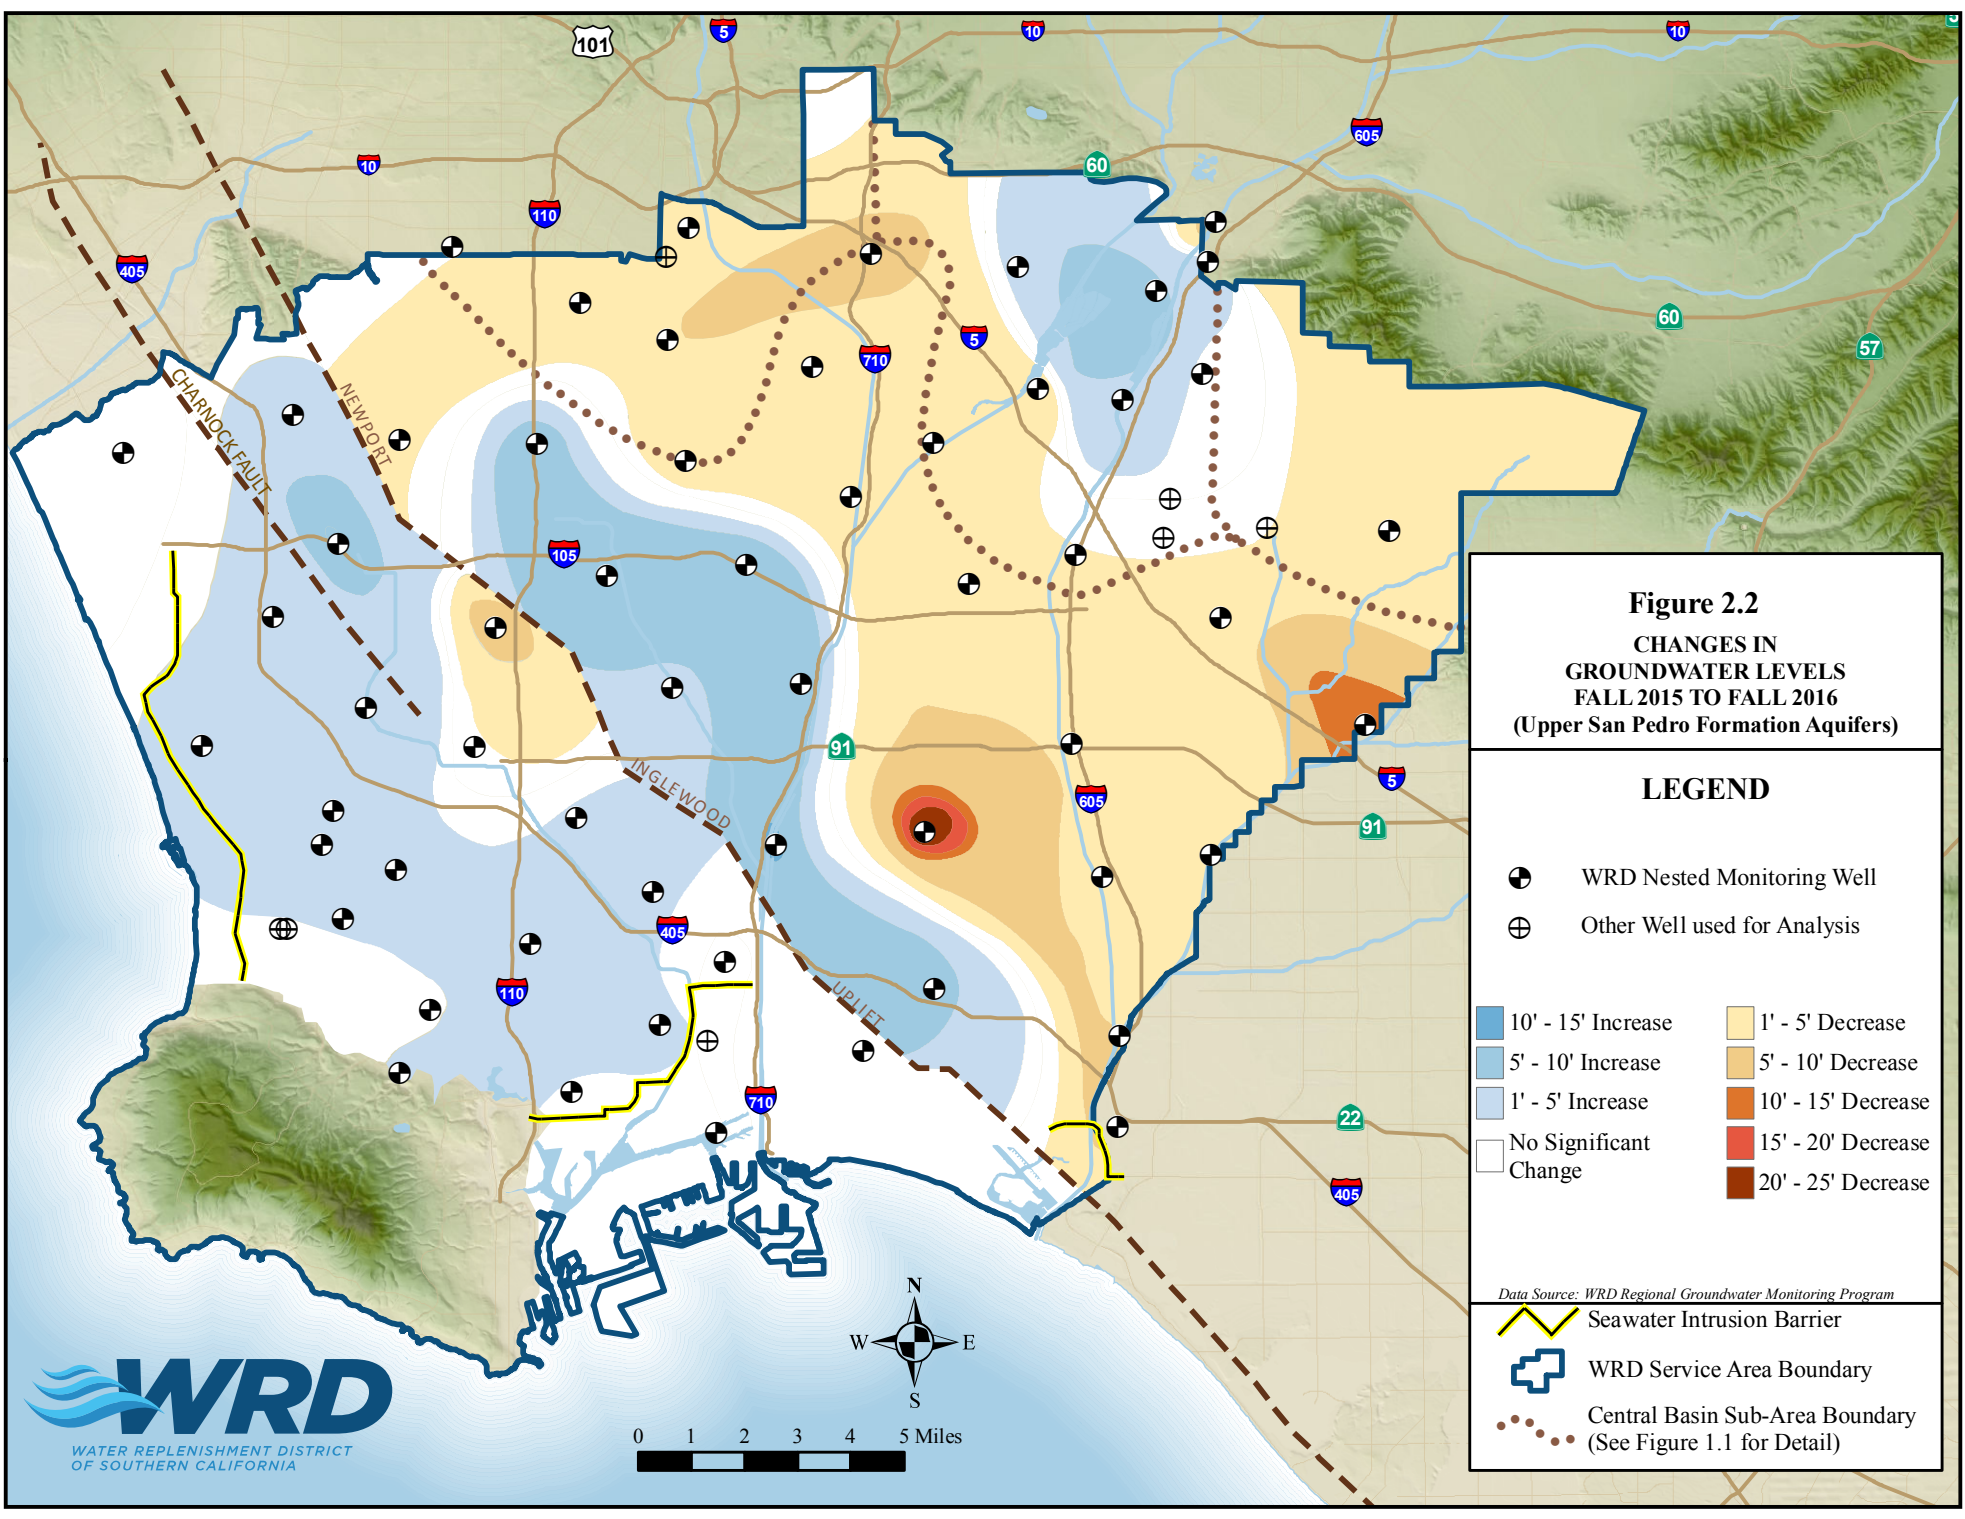 101
5
10
10
605
10
60
110
405
60
5
57
710
CHARNOCK FAULT
NEWPORT
105
91
INGLEWOOD
605
5
91
405
UPLIFT
110
710
22
405
Figure 2.2
CHANGES IN
GROUNDWATER LEVELS
FALL 2015 TO FALL 2016
(Upper San Pedro Formation Aquifers)
LEGEND
WRD Nested Monitoring Well
Other Well used for Analysis
10' - 15' Increase
5' - 10' Increase
1' - 5' Increase
No Significant
Change
1' - 5' Decrease
5' - 10' Decrease
10' - 15' Decrease
15' - 20' Decrease
20' - 25' Decrease
Data Source: WRD Regional Groundwater Monitoring Program
Seawater Intrusion Barrier
WRD Service Area Boundary
Central Basin Sub-Area Boundary
(See Figure 1.1 for Detail)
N
W E
S
0 1 2 3 4 5 Miles
WRD
WATER REPLENISHMENT DISTRICT
OF SOUTHERN CALIFORNIA